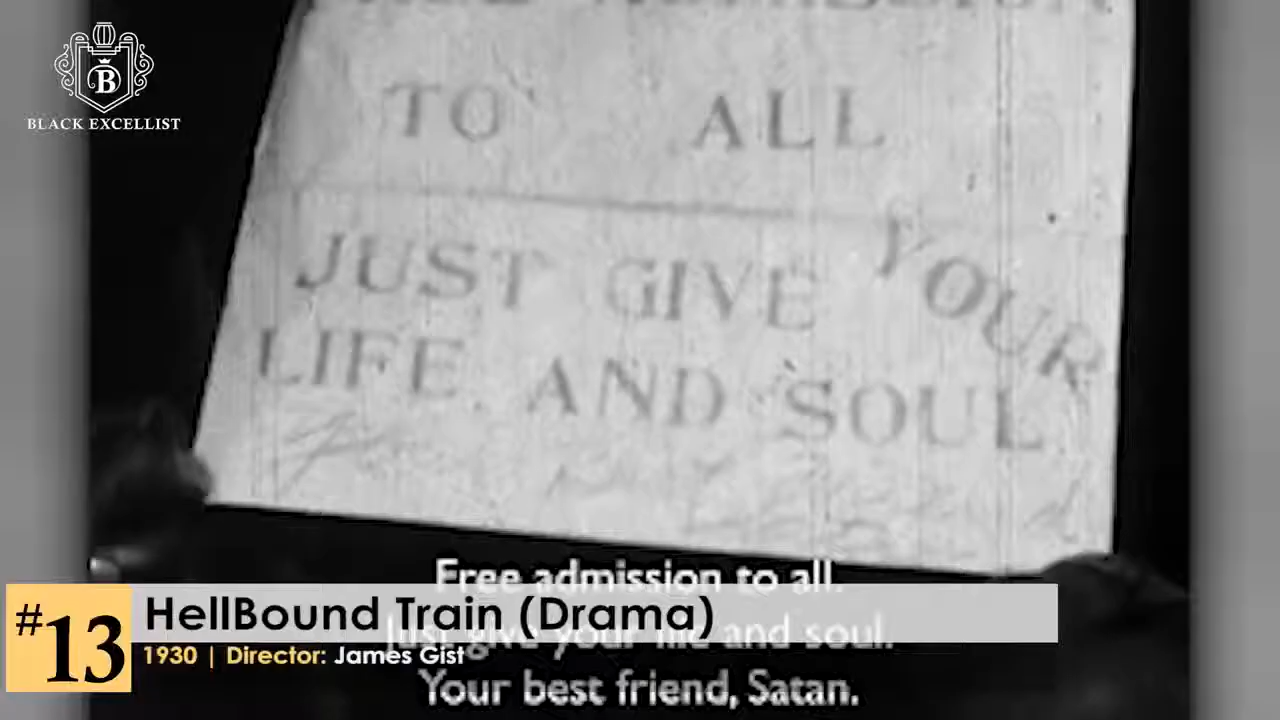 BLACK EXCELLIST
TO ALL
JUST GIVE YOUR
LIFE AND SOUL
Free admission to all.
Just give your life and soul.
Your best friend, Satan.
#13
HellBound Train (Drama)
1930 | Director: James Gist